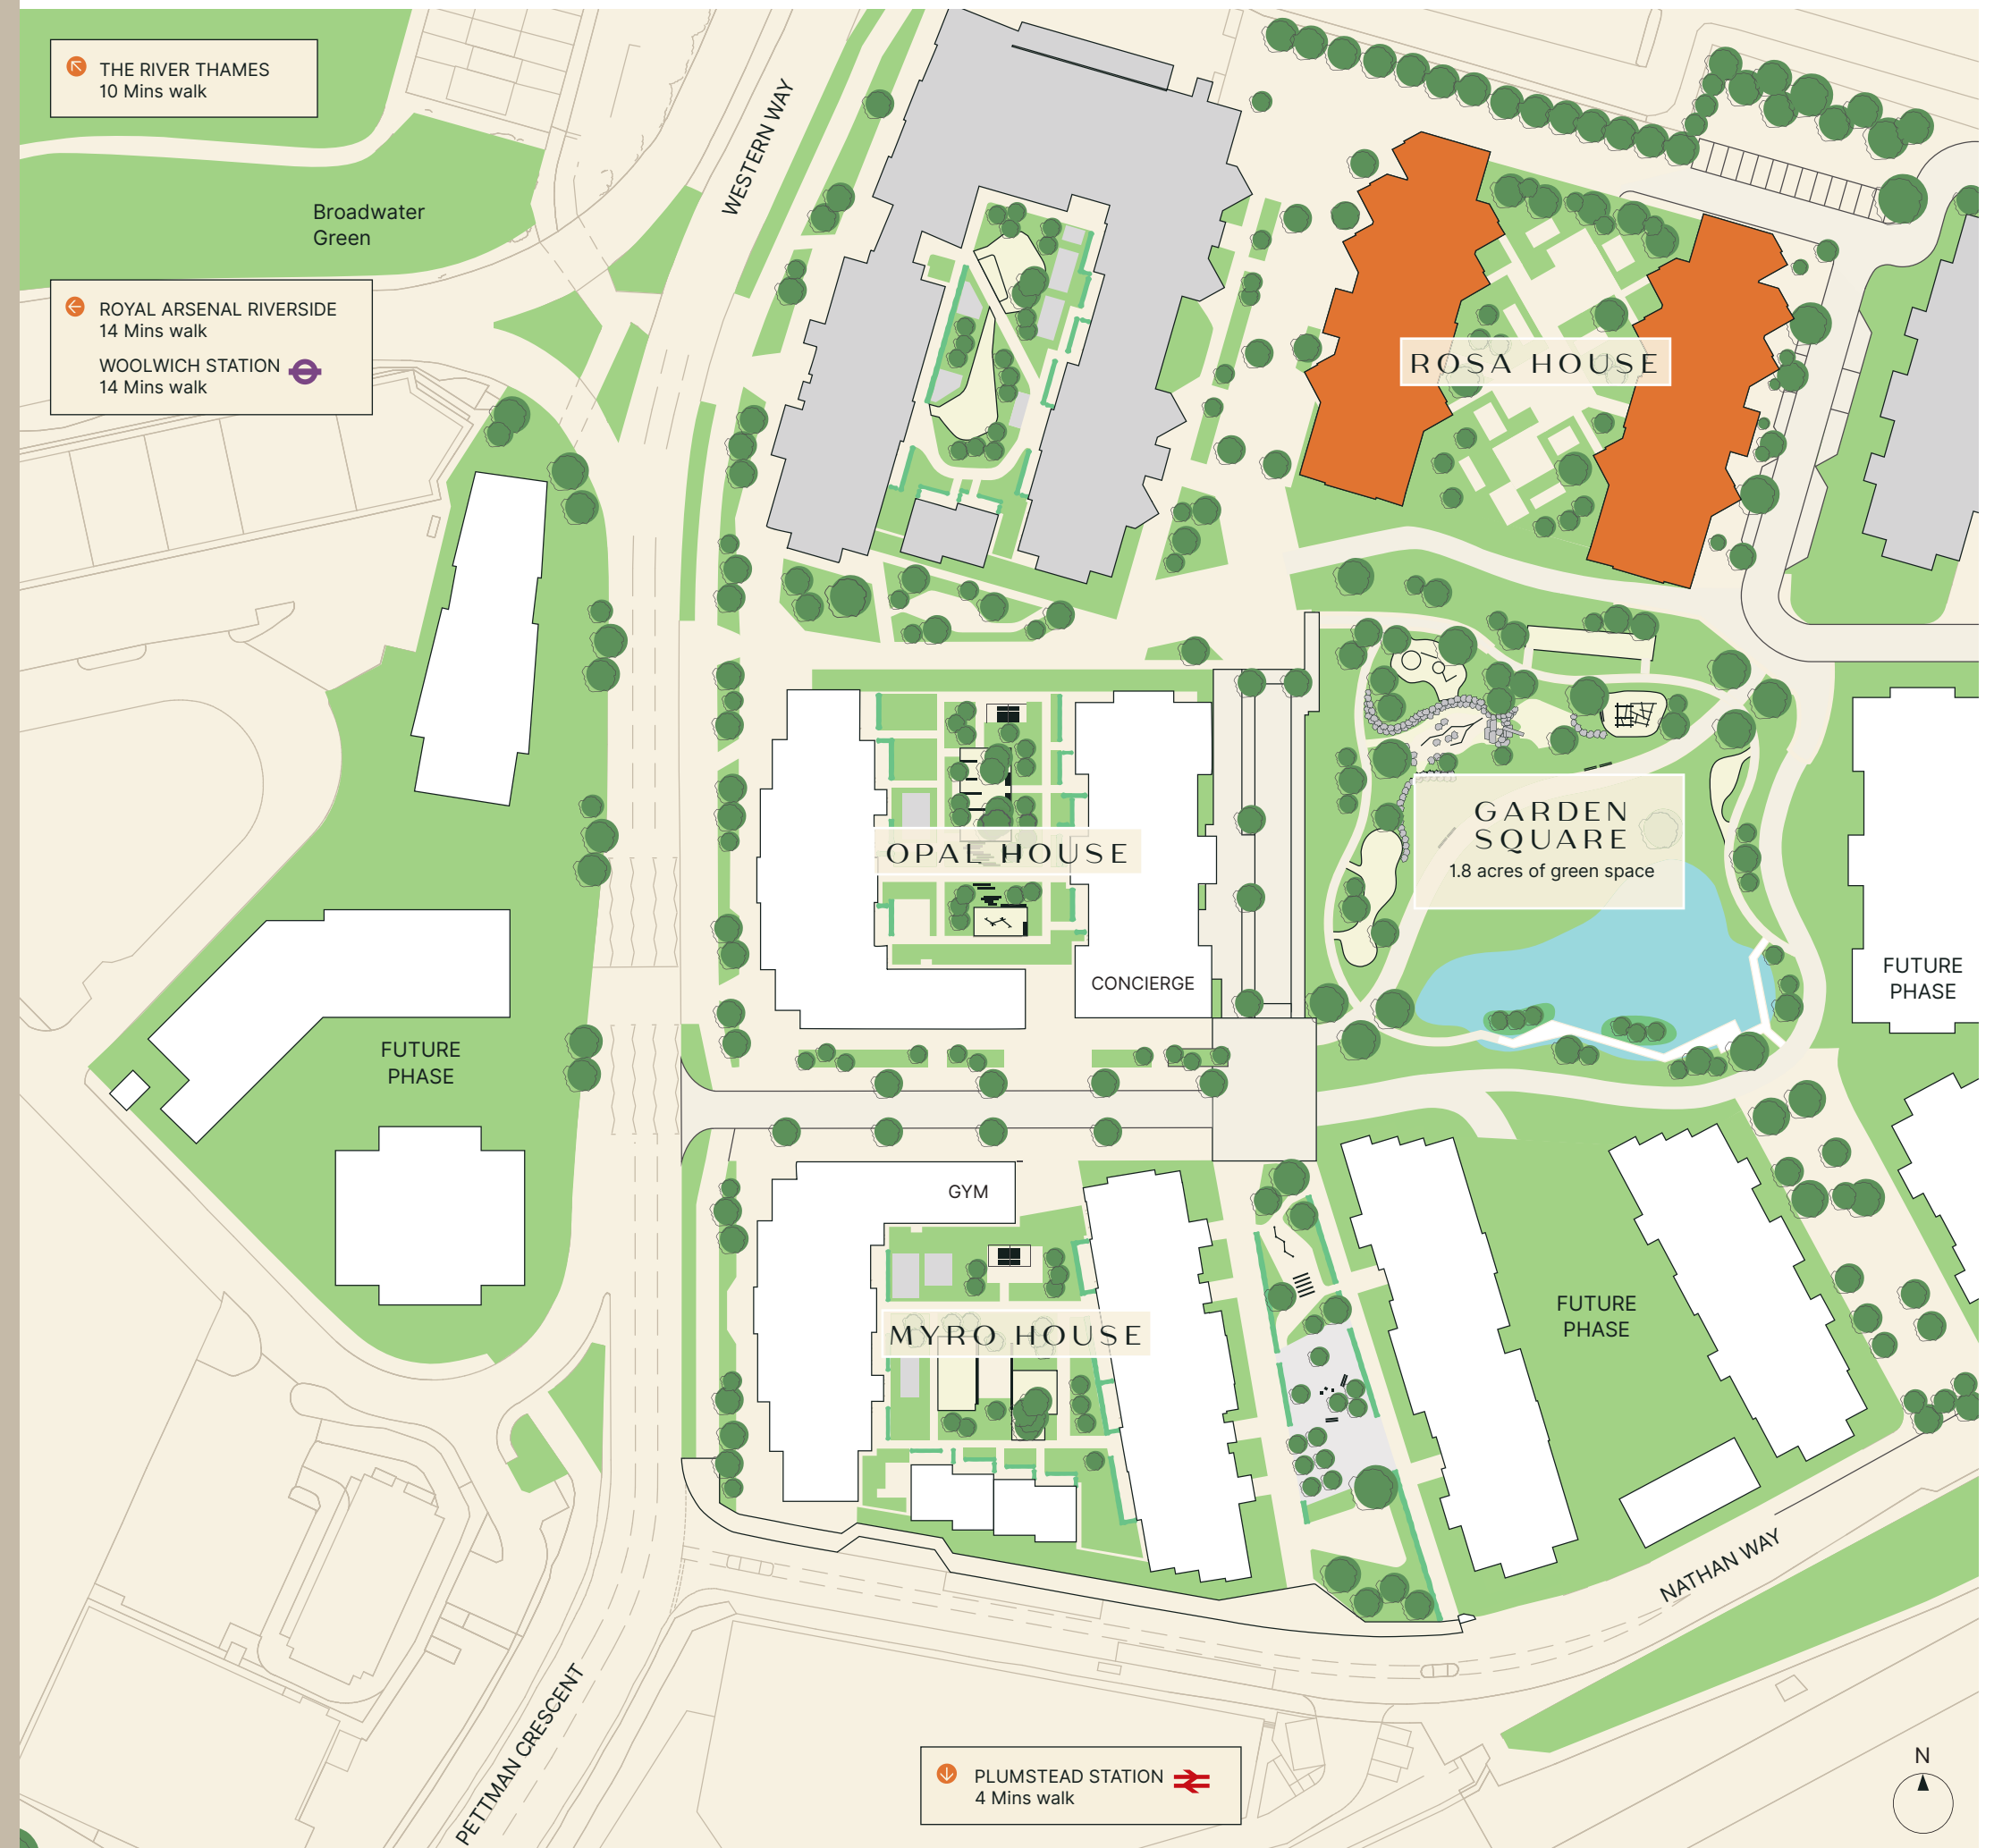 THE RIVER THAMES
10 Mins walk
WESTERN WAY
Broadwater
Green
ROYAL ARSENAL RIVERSIDE
14 Mins walk
WOOLWICH STATION
14 Mins walk
ROSA HOUSE
GARDEN
SQUARE
1.8 acres of green space
OPAL HOUSE
CONCIERGE
FUTURE
PHASE
FUTURE
PHASE
GYM
MYRO HOUSE
FUTURE
PHASE
NATHAN WAY
PETTMAN CRESCENT
PLUMSTEAD STATION
4 Mins walk
N